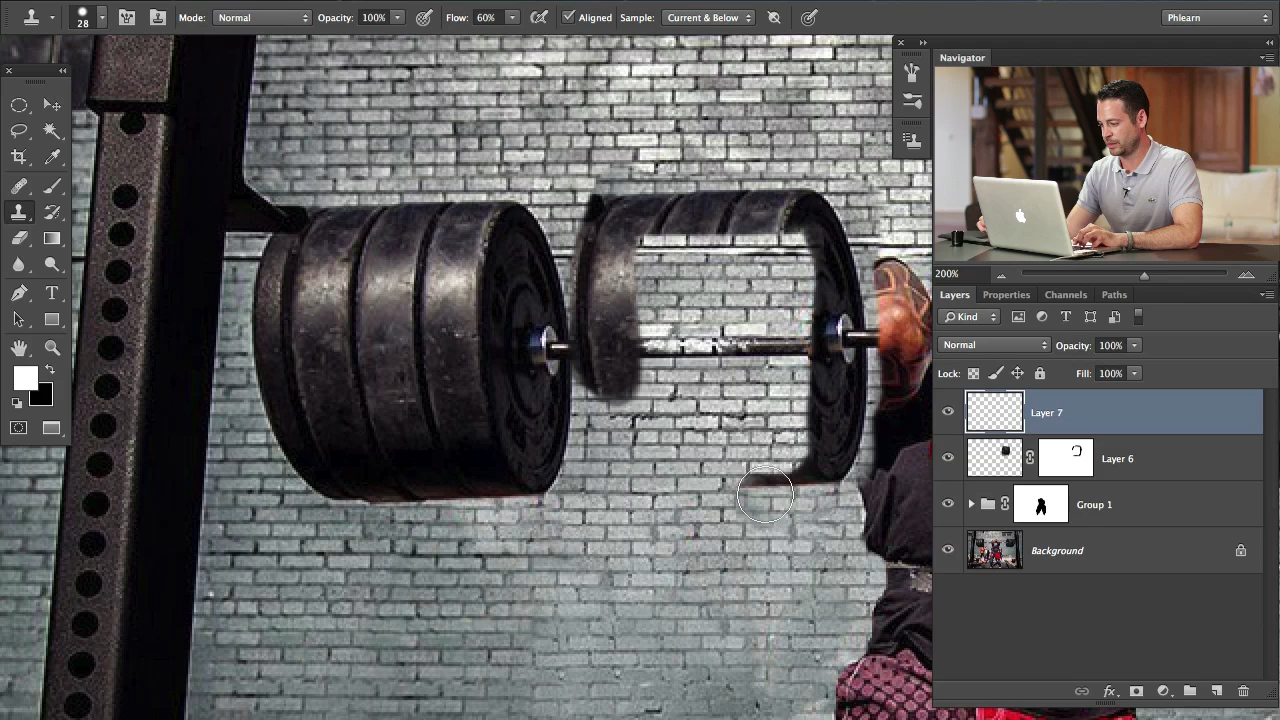 28
Mode: Normal
Opacity: 100%
Flow: 60%
Aligned
Sample: Current & Below
Phlearn
Navigator
200%
Layers Properties Channels Paths
Kind
Normal
Opacity: 100%
Lock:
Fill: 100%
Layer 7
Layer 6
Group 1
Background
T
T
fx